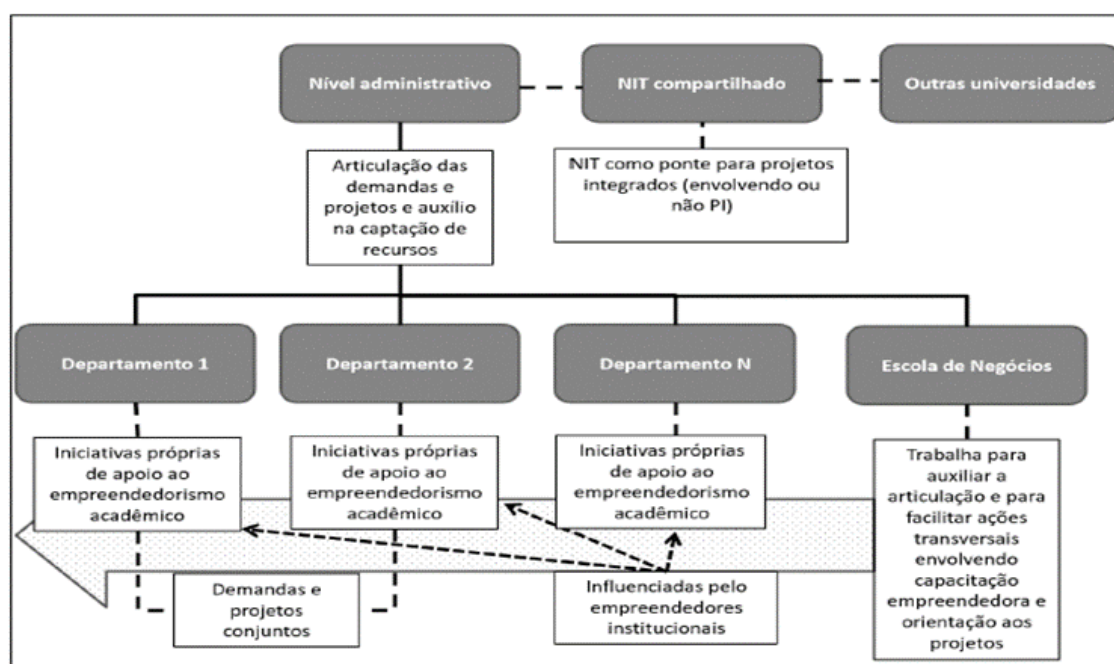 Nível administrativo
NIT compartilhado
Outras universidades
Articulação das
demandas e
projetos e auxílio
na captação de
recursos
NIT como ponte para projetos
integrados (envolvendo ou
não PI)
Departamento 1
Departamento 2
Departamento N
Escola de Negócios
Iniciativas próprias
de apoio ao
empreendedorismo
acadêmico
Iniciativas próprias
de apoio ao
empreendedorismo
acadêmico
Iniciativas próprias
de apoio ao
empreendedorismo
acadêmico
Trabalha para
auxiliar a
articulação e para
facilitar ações
transversais
envolvendo
capacitação
empreendedora e
orientação aos
projetos
Demandas e
projetos
conjuntos
Influenciadas pelo
empreendedores
institucionais